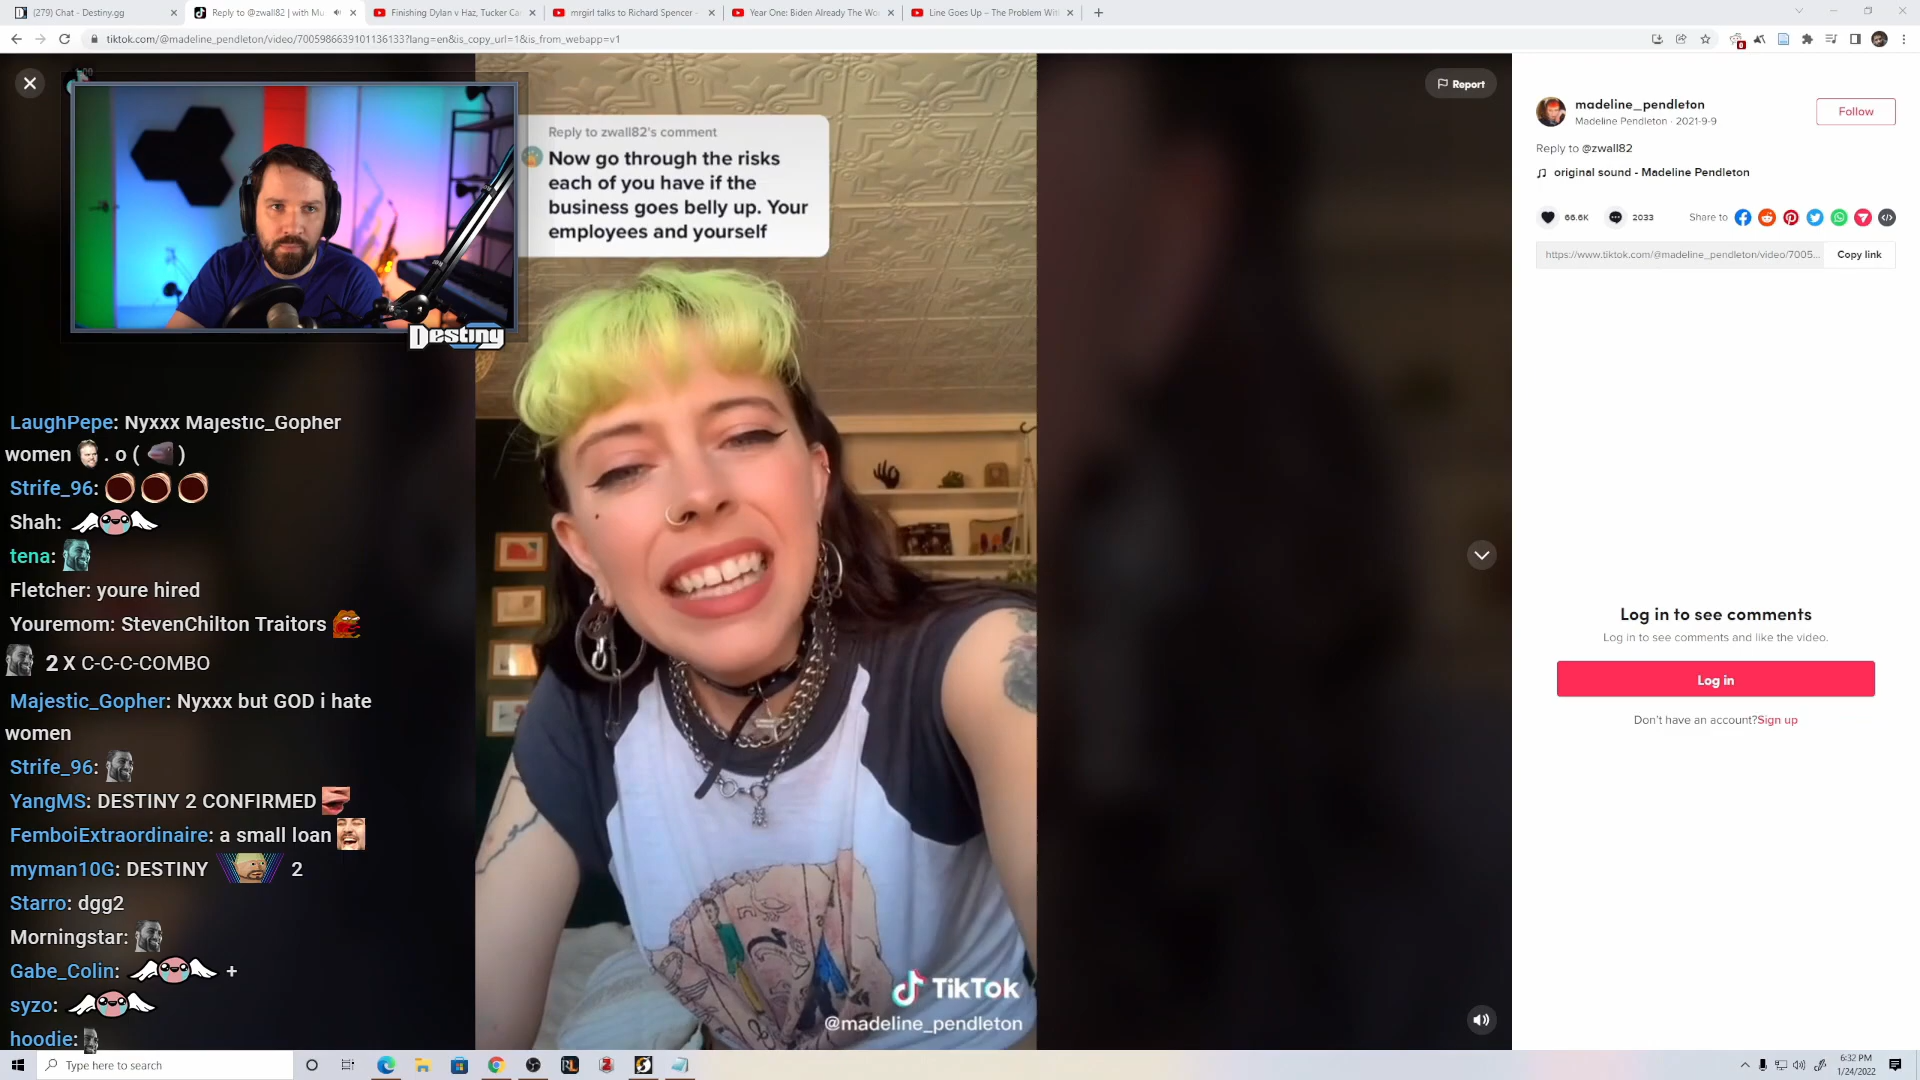 (279) Chat - Destiny.gg
Reply to @zwall82 | with Mu
Finishing Dylan v Haz, Tucker Ca
mrgirl talks to Richard Spencer -
Year One: Biden Already The Wo
Line Goes Up – The Problem Wit
tiktok.com/@madeline_pendleton/video/7005986639101136133?lang=en&is_copy_url=1&is_from_webapp=v1
Report
Reply to zwall82's comment
Now go through the risks
each of you have if the
business goes belly up. Your
employees and yourself
Destiny
LaughPepe: Nyxxx Majestic_Gopher
women . o ( )
Strife_96:
Shah:
tena:
Fletcher: youre hired
Youremom: StevenChilton Traitors
2 X C-C-C-COMBO
Majestic_Gopher: Nyxxx but GOD i hate
women
Strife_96:
YangMS: DESTINY 2 CONFIRMED
FemboiExtraordinaire: a small loan
myman10G: DESTINY 2
Starro: dgg2
Morningstar:
Gabe_Colin: +
syzo:
hoodie:
TikTok
@madeline_pendleton
madeline_pendleton
Madeline Pendleton · 2021-9-9
Follow
Reply to @zwall82
original sound - Madeline Pendleton
66.6K
2033
Share to
https://www.tiktok.com/@madeline_pendleton/video/7005...
Copy link
Log in to see comments
Log in to see comments and like the video.
Log in
Don't have an account?Sign up
Type here to search
6:32 PM
1/24/2022